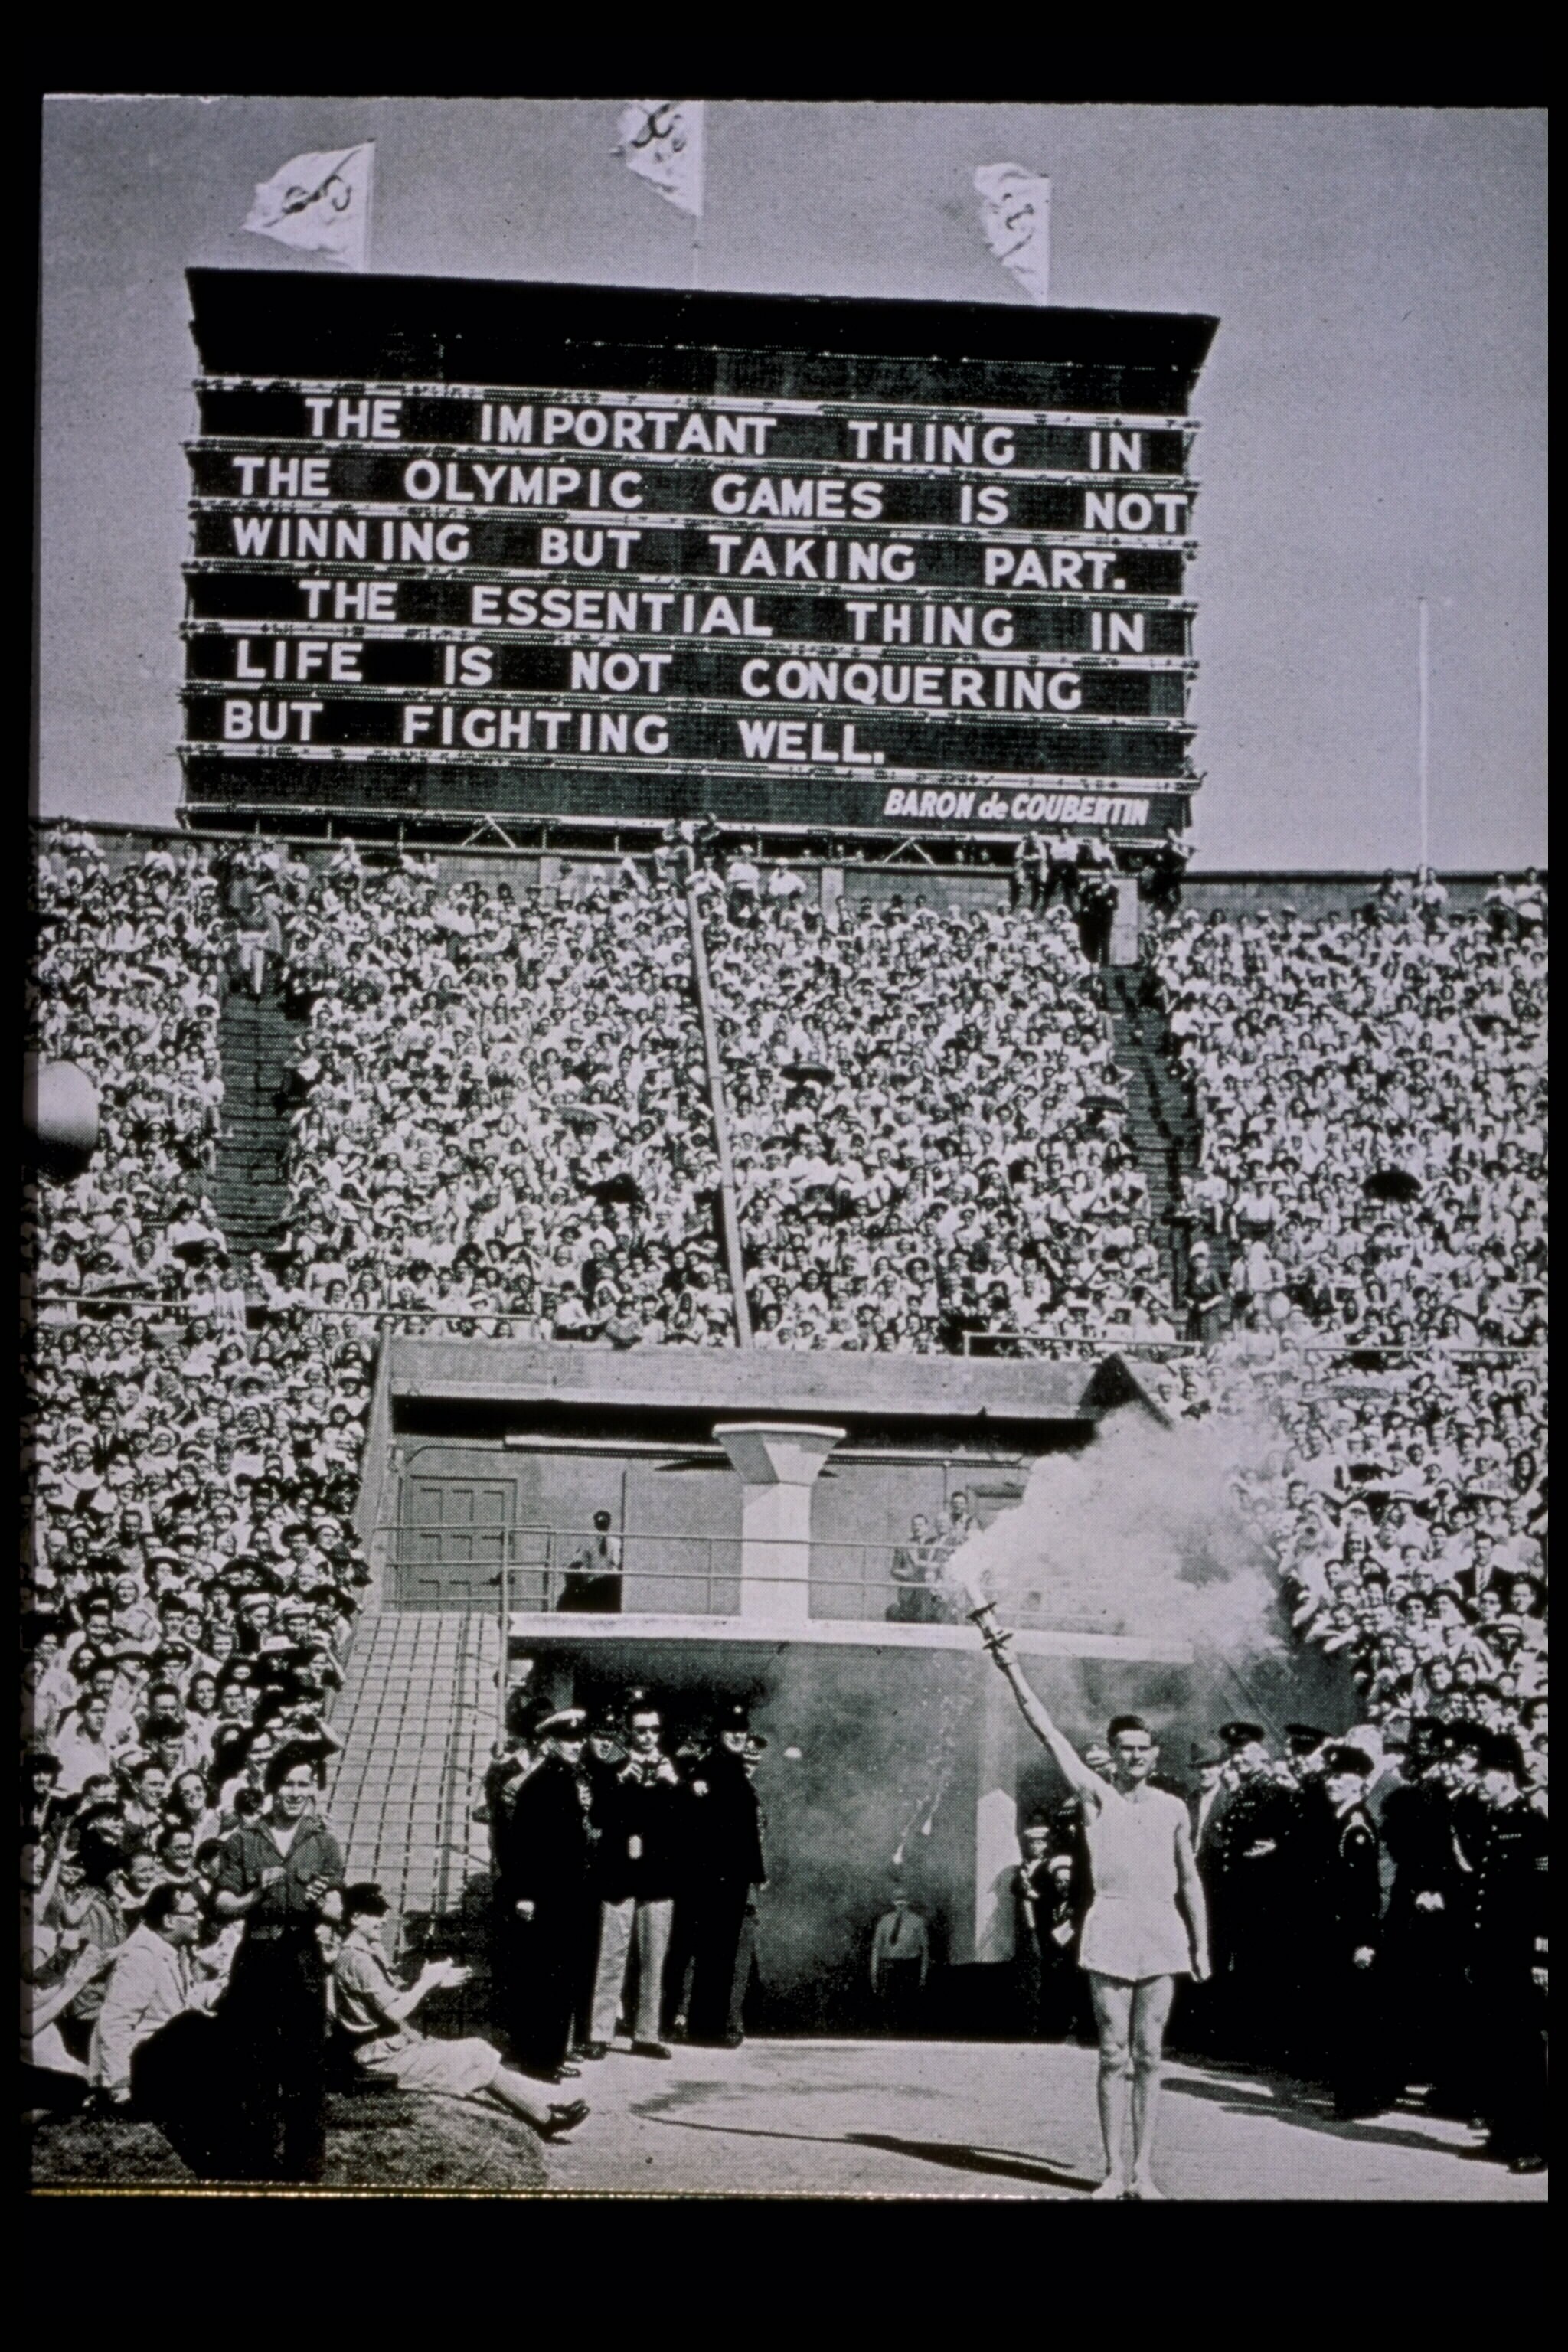 THE IMPORTANT THING IN
THE OLYMPIC GAMES IS NOT
WINNING BUT TAKING PART.
THE ESSENTIAL THING IN
LIFE IS NOT CONQUERING
BUT FIGHTING WELL.
BARON de COUBERTIN